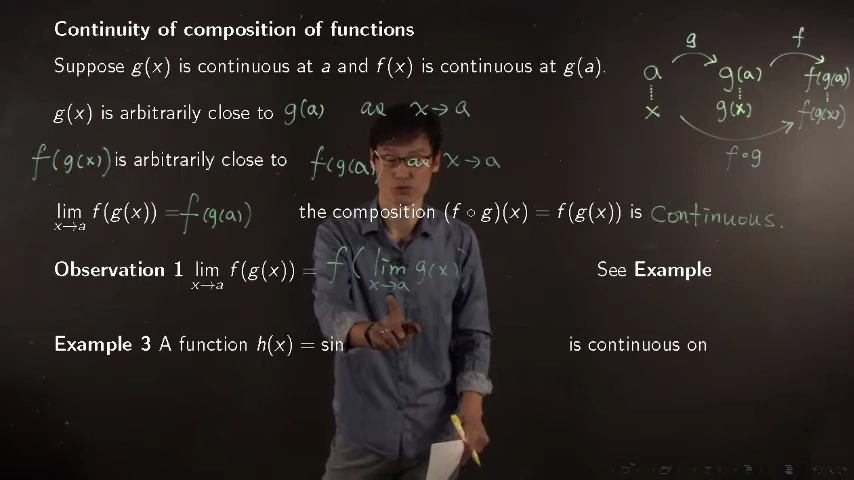 Continuity of composition of functions
Suppose g(x) is continuous at a and f(x) is continuous at g(a).
g(x) is arbitrarily close to g(a) as x→a
f(g(x)) is arbitrarily close to f(g(a)) as x→a
lim x→a f(g(x)) = f(g(a)) the composition (f ∘ g)(x) = f(g(x)) is Continuous.
Observation 1 lim x→a f(g(x)) = f(lim x→a g(x)) See Example
Example 3 A function h(x) = sin is continuous on
g f
a g(a) f(g(a))
x g(x) f(g(x))
f∘g